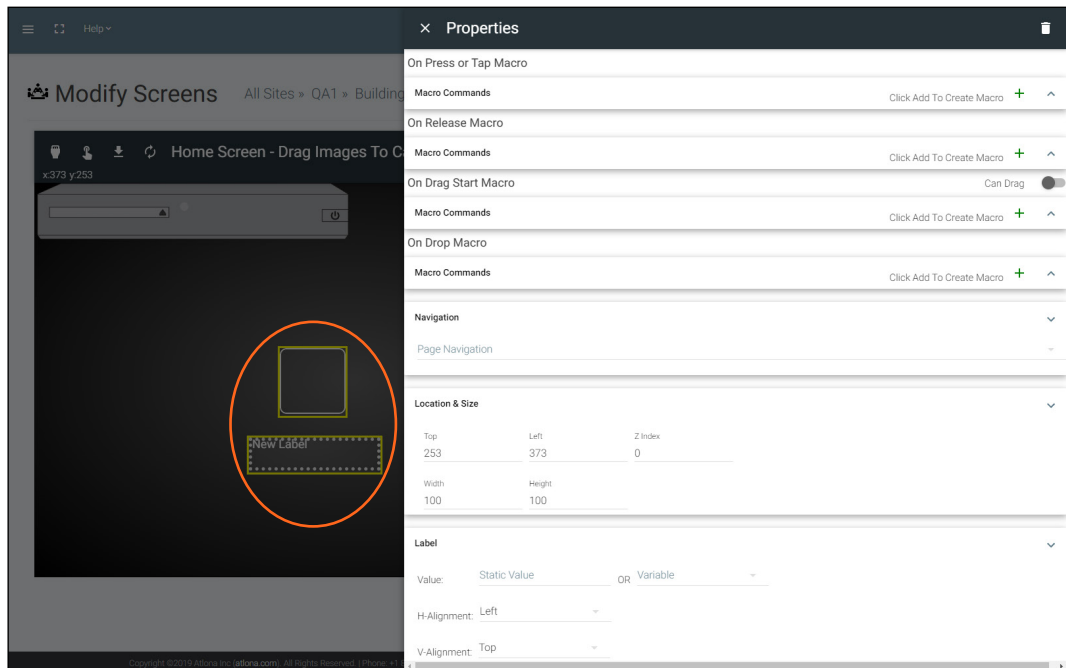 Help
Properties
On Press or Tap Macro
Modify Screens All Sites » QA1 » Building
Macro Commands Click Add To Create Macro
On Release Macro
Home Screen - Drag Images To C
Macro Commands Click Add To Create Macro
x:373 y:253
On Drag Start Macro Can Drag
Macro Commands Click Add To Create Macro
On Drop Macro
Macro Commands Click Add To Create Macro
Navigation
Page Navigation
Location & Size
Top Left Z Index
253 373 0
New Label
Width Height
100 100
Label
Value: Static Value OR Variable
H-Alignment: Left
V-Alignment: Top
Copyright ©2019 Atlona Inc (atlona.com). All Rights Reserved. | Phone: +1